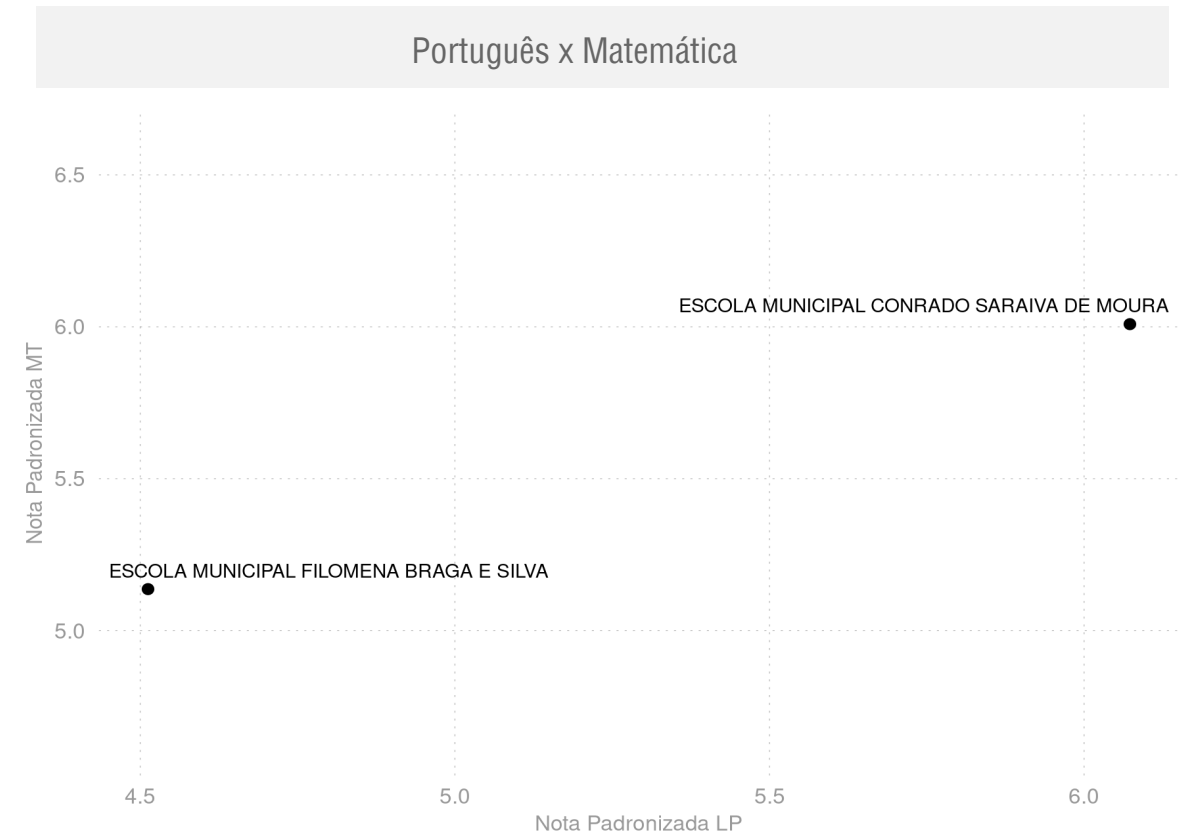 Português x Matemática
6.5
ESCOLA MUNICIPAL CONRADO SARAIVA DE MOURA
6.0
Nota Padronizada MT
5.5
ESCOLA MUNICIPAL FILOMENA BRAGA E SILVA
5.0
4.5 5.0 5.5 6.0
Nota Padronizada LP